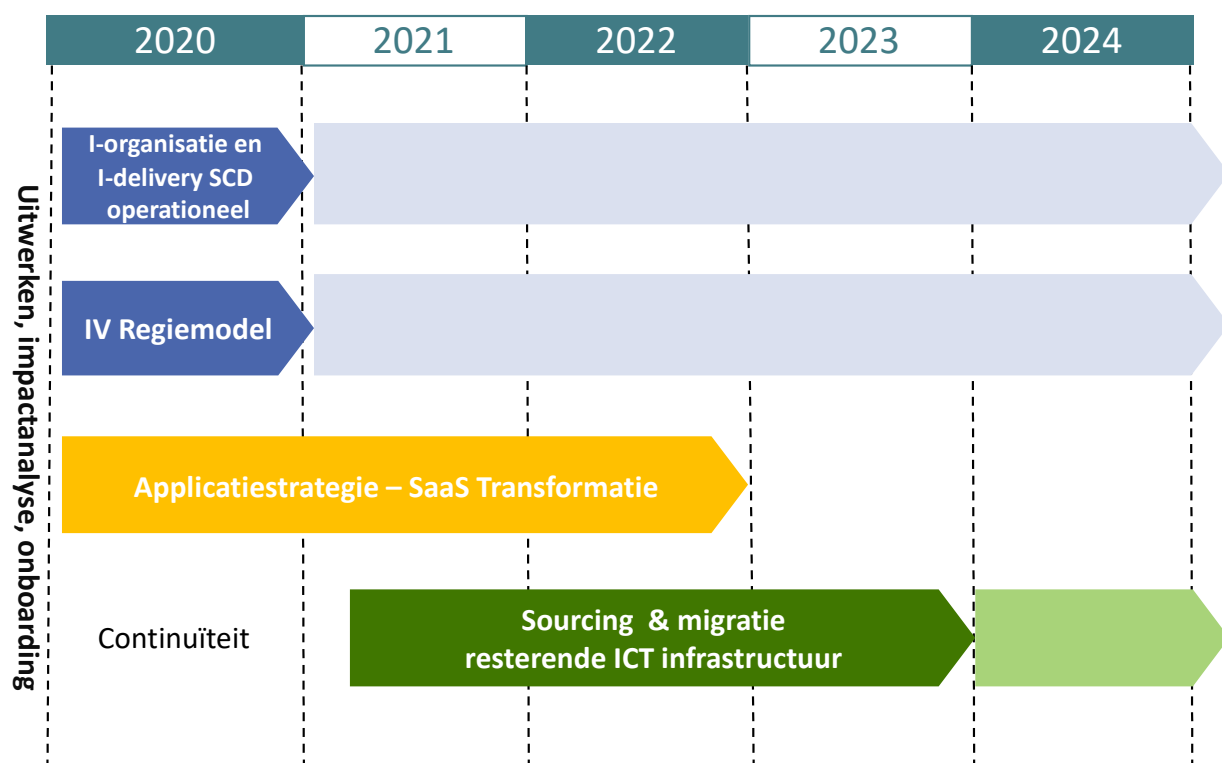 2020 2021 2022 2023 2024
Uitwerken, impactanalyse, onboarding
I-organisatie en
I-delivery SCD
operationeel
IV Regiemodel
Applicatiestrategie – SaaS Transformatie
Continuïteit
Sourcing & migratie
resterende ICT infrastructuur